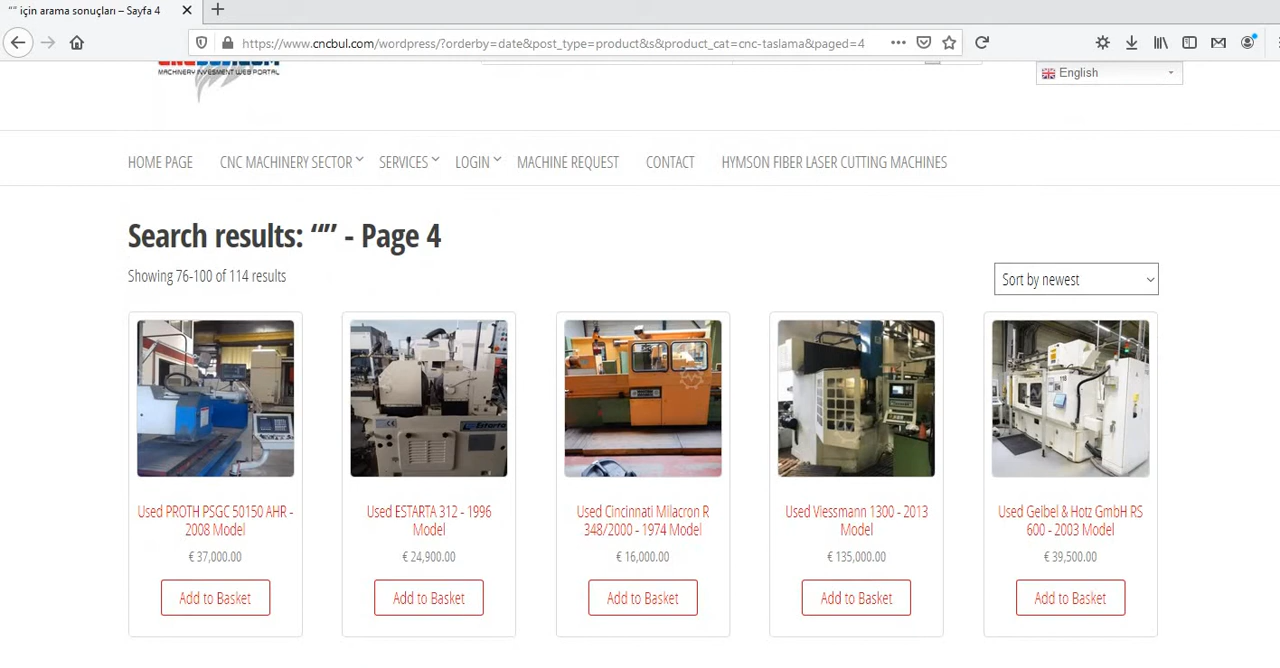 “” için arama sonuçları – Sayfa 4
https://www.cncbul.com/wordpress/?orderby=date&post_type=product&s&product_cat=cnc-taslama&paged=4
MACHINERY INVESMENT WEB PORTAL
English
HOME PAGE CNC MACHINERY SECTOR SERVICES LOGIN MACHINE REQUEST CONTACT HYMSON FIBER LASER CUTTING MACHINES
Search results: “” - Page 4
Showing 76-100 of 114 results
Sort by newest
Estarta
Used PROTH PSGC 50150 AHR -
2008 Model
€ 37,000.00
Add to Basket
Used ESTARTA 312 - 1996
Model
€ 24,900.00
Add to Basket
Used Cincinnati Milacron R
348/2000 - 1974 Model
€ 16,000.00
Add to Basket
Used Viessmann 1300 - 2013
Model
€ 135,000.00
Add to Basket
Used Geibel & Hotz GmbH RS
600 - 2003 Model
€ 39,500.00
Add to Basket